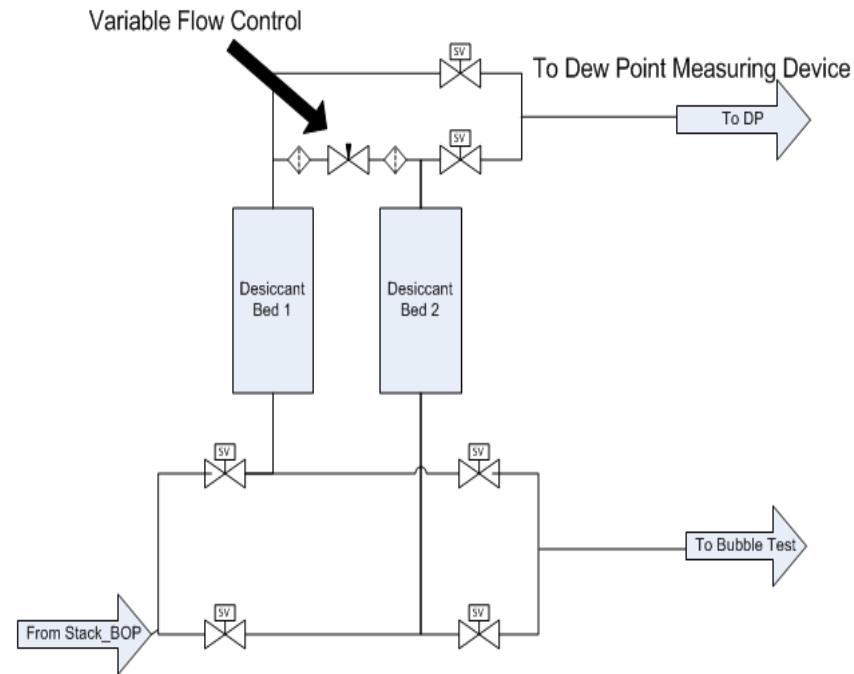 Variable Flow Control
SV
To Dew Point Measuring Device
To DP
SV
Desiccant
Bed 1
Desiccant
Bed 2
SV
SV
To Bubble Test
From Stack_BOP
SV
SV